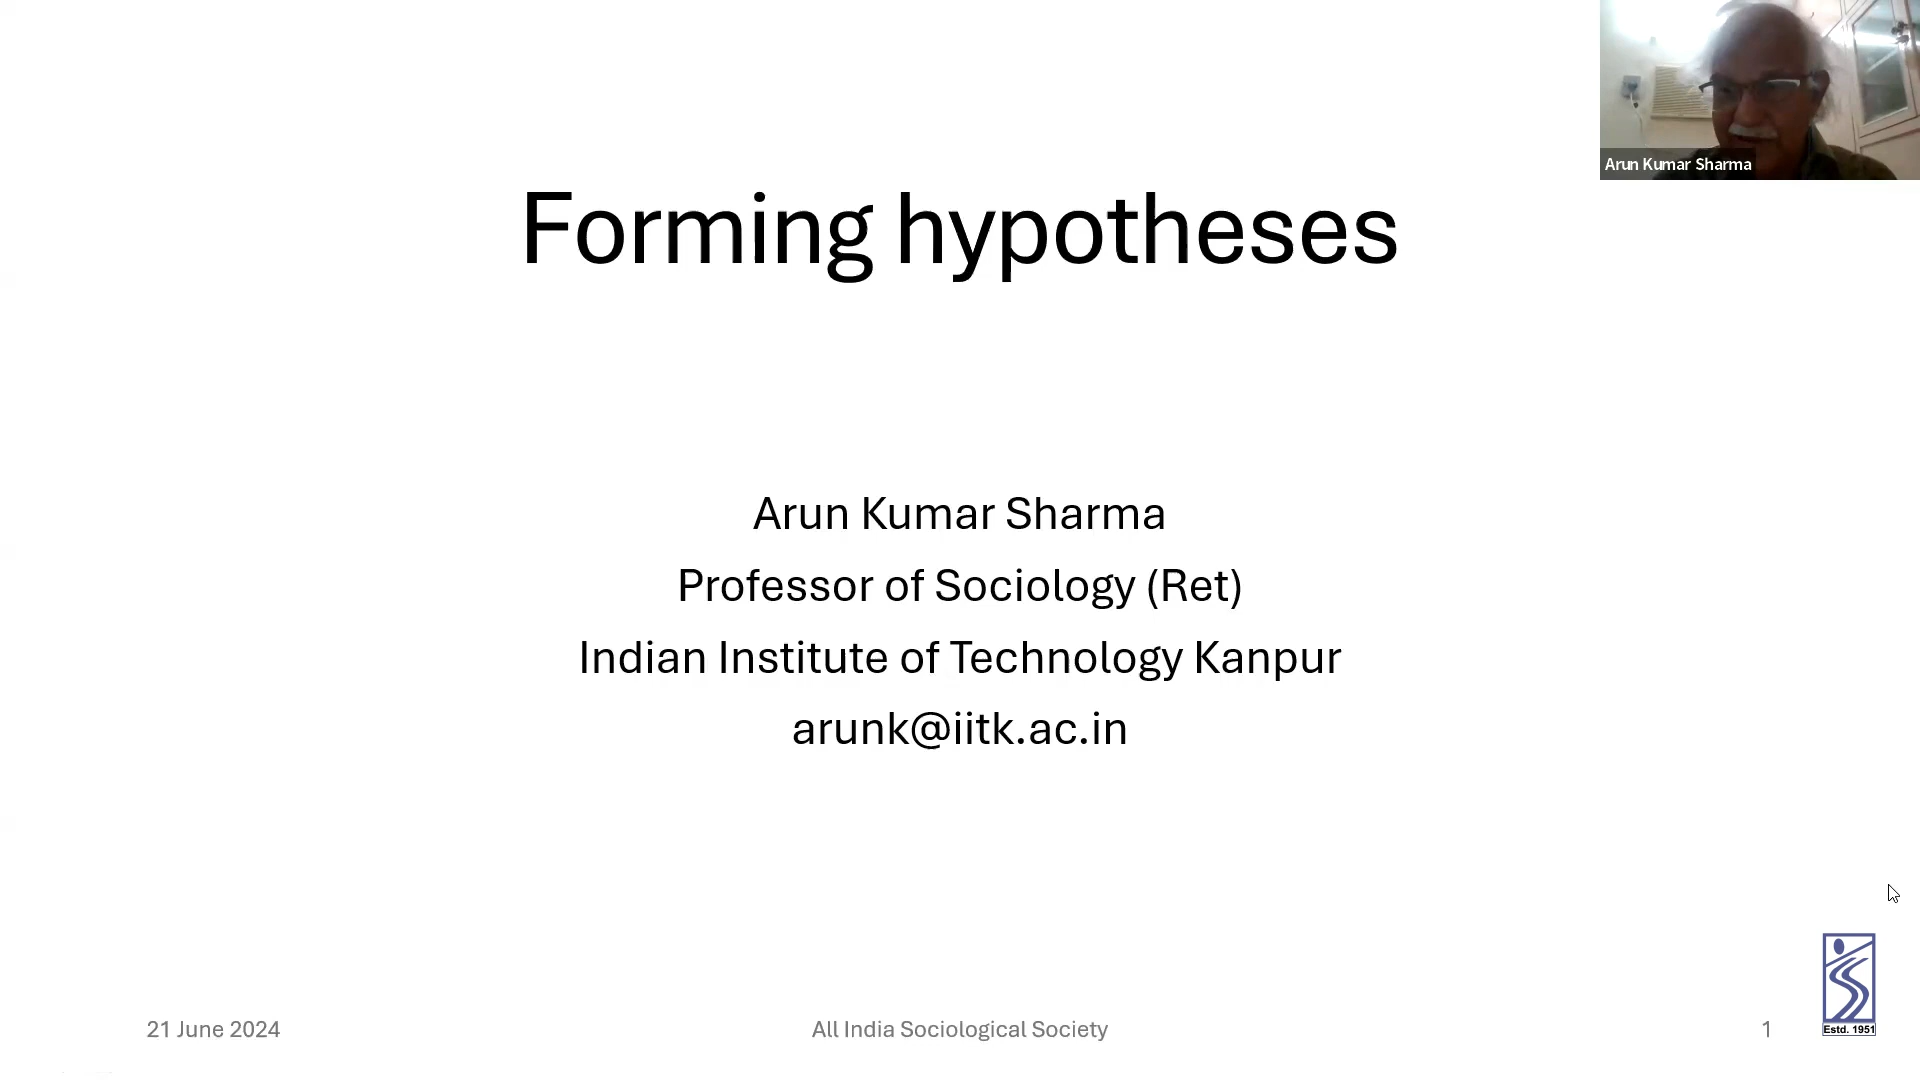 Arun Kumar Sharma
Forming hypotheses
Arun Kumar Sharma
Professor of Sociology (Ret)
Indian Institute of Technology Kanpur
arunk@iitk.ac.in
21 June 2024
All India Sociological Society
1
Estd. 1951